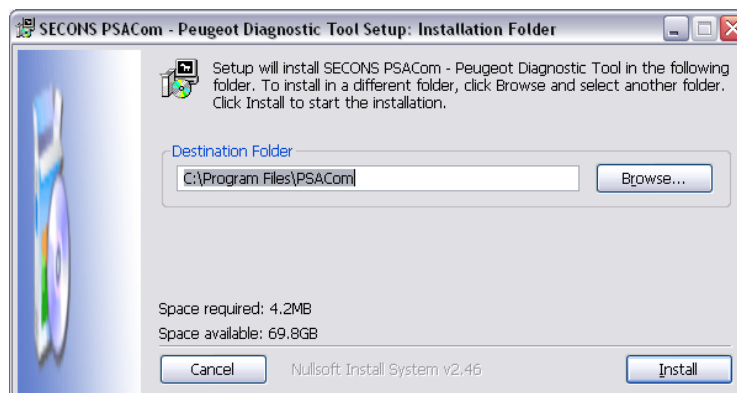 SECONS PSACom - Peugeot Diagnostic Tool Setup: Installation Folder
Setup will install SECONS PSACom - Peugeot Diagnostic Tool in the following
folder. To install in a different folder, click Browse and select another folder.
Click Install to start the installation.
Destination Folder
C:\Program Files\PSACom
Browse...
Space required: 4.2MB
Space available: 69.8GB
Cancel
Nullsoft Install System v2.46
Install